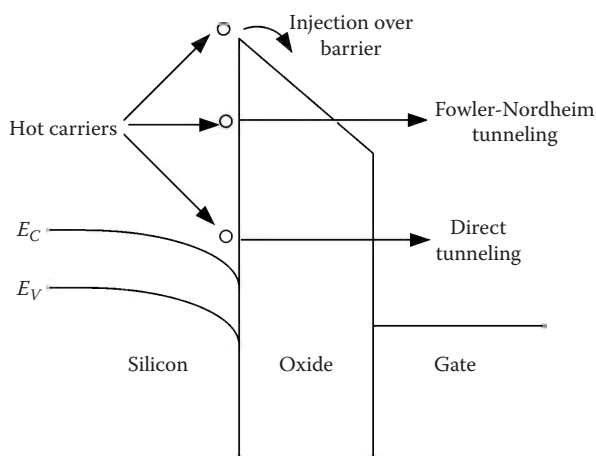 Injection over
barrier
Hot carriers
Fowler-Nordheim
tunneling
E_C
Direct
tunneling
E_V
Silicon
Oxide
Gate